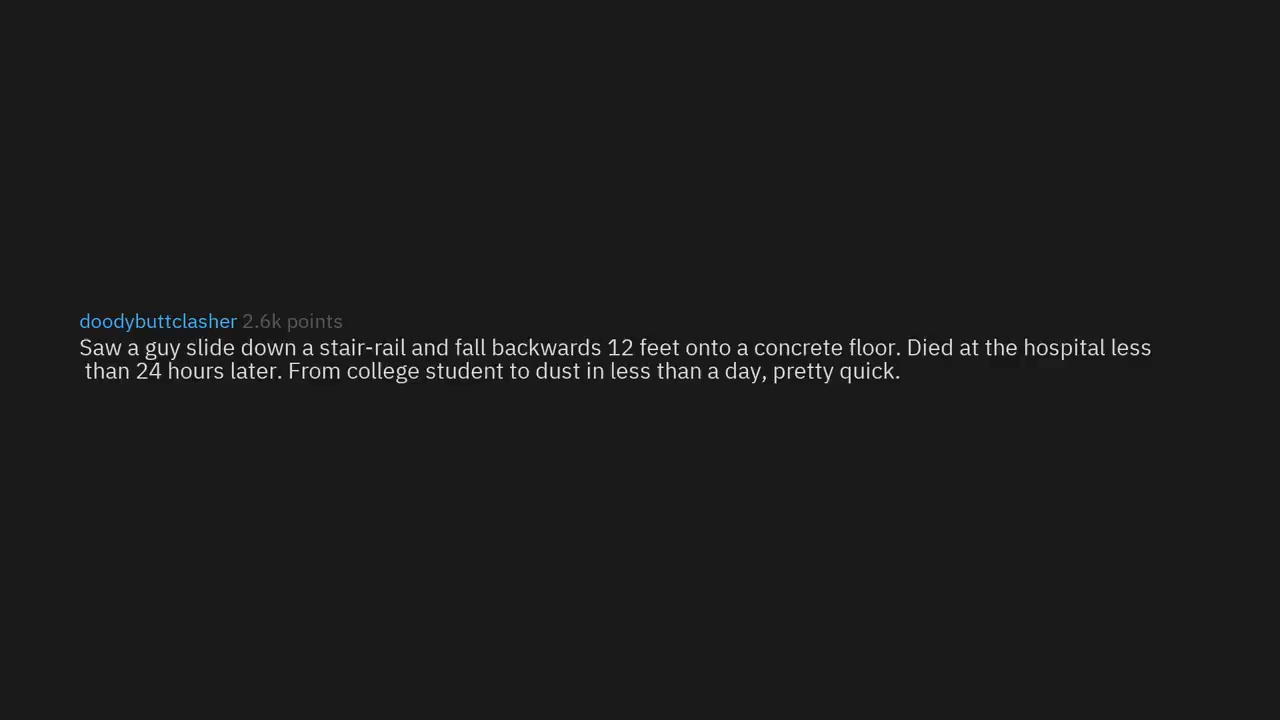 doodybuttclasher 2.6k points
Saw a guy slide down a stair-rail and fall backwards 12 feet onto a concrete floor. Died at the hospital less
than 24 hours later. From college student to dust in less than a day, pretty quick.